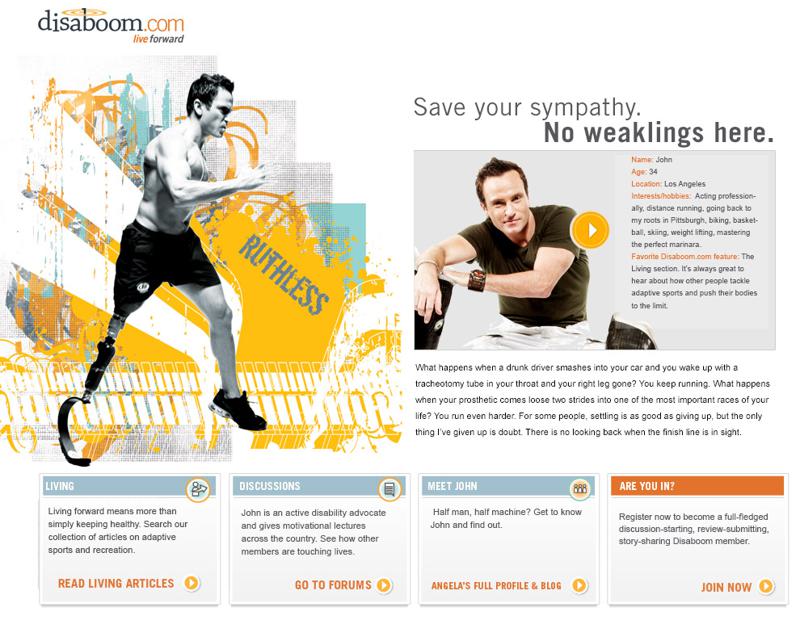 disaboom.com
live forward
Save your sympathy.
No weaklings here.
RUTHLESS
Name: John
Age: 34
Location: Los Angeles
Interests/hobbies: Acting profession-
ally, distance running, going back to
my roots in Pittsburgh, biking, basket-
ball, skiing, weight lifting, mastering
the perfect marinara.
Favorite Disaboom.com feature: The
Living section. It's always great to
hear about how other people tackle
adaptive sports and push their bodies
to the limit.
What happens when a drunk driver smashes into your car and you wake up with a
tracheotomy tube in your throat and your right leg gone? You keep running. What happens
when your prosthetic comes loose two strides into one of the most important races of your
life? You run even harder. For some people, settling is as good as giving up, but the only
thing I've given up is doubt. There is no looking back when the finish line is in sight.
LIVING
Living forward means more than
simply keeping healthy. Search our
collection of articles on adaptive
sports and recreation.
READ LIVING ARTICLES
DISCUSSIONS
John is an active disability advocate
and gives motivational lectures
across the country. See how other
members are touching lives.
GO TO FORUMS
MEET JOHN
Half man, half machine? Get to know
John and find out.
ANGELA'S FULL PROFILE & BLOG
ARE YOU IN?
Register now to become a full-fledged
discussion-starting, review-submitting,
story-sharing Disaboom member.
JOIN NOW